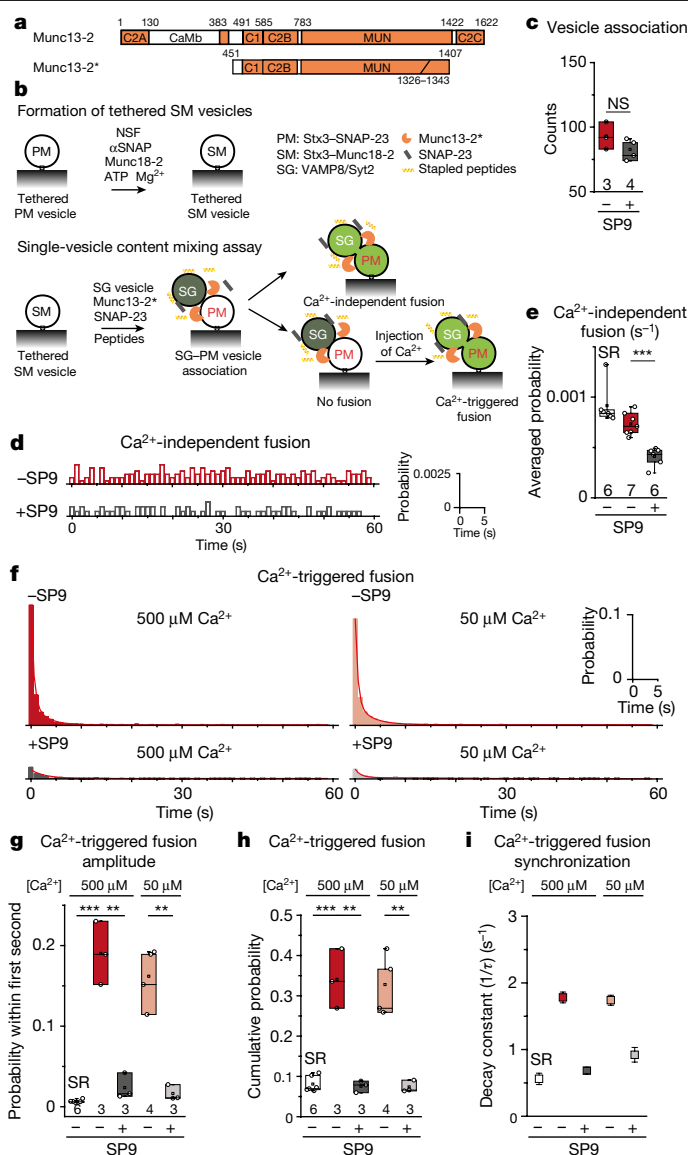 a
1 130 383 491 585 783 1422 1622
Munc13-2 C2A CaMb C1 C2B MUN C2C
451 1407
Munc13-2* C1 C2B MUN
1326–1343
b
Formation of tethered SM vesicles
PM
NSF
αSNAP
Munc18-2
ATP Mg²⁺
SM
Tethered
PM vesicle
Tethered
SM vesicle
PM: Stx3–SNAP-23
SM: Stx3–Munc18-2
SG: VAMP8/Syt2
Munc13-2*
SNAP-23
Stapled peptides
Single-vesicle content mixing assay
SM
Tethered
SM vesicle
SG vesicle
Munc13-2*
SNAP-23
Peptides
SG
PM
SG–PM vesicle
association
SG
PM
Ca²⁺-independent fusion
SG
PM
No fusion
Injection
of Ca²⁺
SG
PM
Ca²⁺-triggered
fusion
c Vesicle association
Counts
150
100
50
NS
3 4
– +
SP9
d Ca²⁺-independent fusion
–SP9
+SP9
0 30 60
Time (s)
Probability
0.0025
0
0 5
Time (s)
e Ca²⁺-independent
fusion (s⁻¹)
Averaged probability
0.001
0
SR ***
6 7 6
– – +
SP9
f Ca²⁺-triggered fusion
–SP9
500 μM Ca²⁺
–SP9
50 μM Ca²⁺
Probability
0.1
0
0 5
Time (s)
+SP9
500 μM Ca²⁺
+SP9
50 μM Ca²⁺
0 30 60
Time (s)
0 30 60
Time (s)
g Ca²⁺-triggered fusion
amplitude
[Ca²⁺] 500 μM 50 μM
*** ** **
Probability within first second
0.2
0.1
0
SR
6 3 3 4 3
– – + – +
SP9
h Ca²⁺-triggered fusion
[Ca²⁺] 500 μM 50 μM
*** ** **
Cumulative probability
0.5
0.4
0.3
0.2
0.1
0
SR
6 3 3 4 3
– – + – +
SP9
i Ca²⁺-triggered fusion
synchronization
[Ca²⁺] 500 μM 50 μM
Decay constant (1/τ) (s⁻¹)
3
2
1
0
SR
– – + – +
SP9